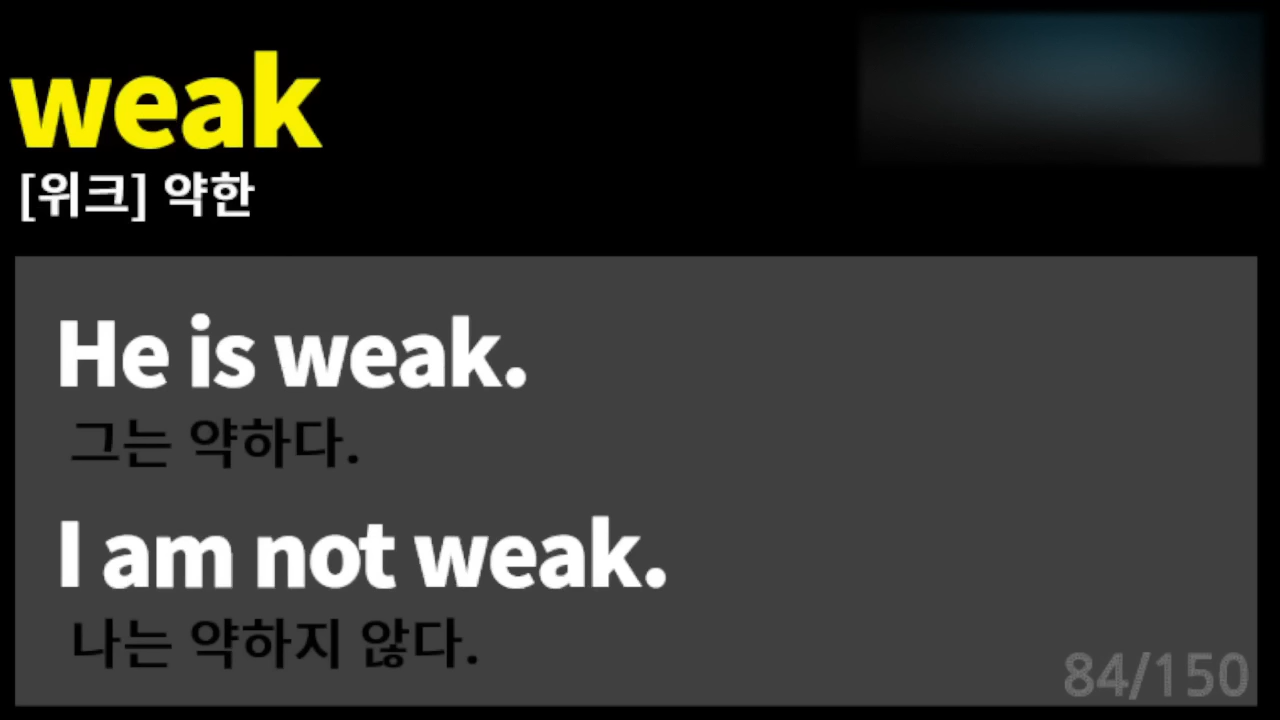 weak
[위크] 약한
He is weak.
그는 약하다.
I am not weak.
나는 약하지 않다.
84/150